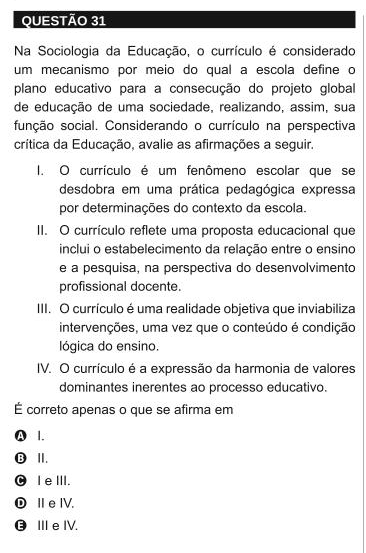 QUESTÃO 31
Na Sociologia da Educação, o currículo é considerado
um mecanismo por meio do qual a escola define o
plano educativo para a consecução do projeto global
de educação de uma sociedade, realizando, assim, sua
função social. Considerando o currículo na perspectiva
crítica da Educação, avalie as afirmações a seguir.
I. O currículo é um fenômeno escolar que se
desdobra em uma prática pedagógica expressa
por determinações do contexto da escola.
II. O currículo reflete uma proposta educacional que
inclui o estabelecimento da relação entre o ensino
e a pesquisa, na perspectiva do desenvolvimento
profissional docente.
III. O currículo é uma realidade objetiva que inviabiliza
intervenções, uma vez que o conteúdo é condição
lógica do ensino.
IV. O currículo é a expressão da harmonia de valores
dominantes inerentes ao processo educativo.
É correto apenas o que se afirma em
A I.
B II.
C I e III.
D II e IV.
E III e IV.